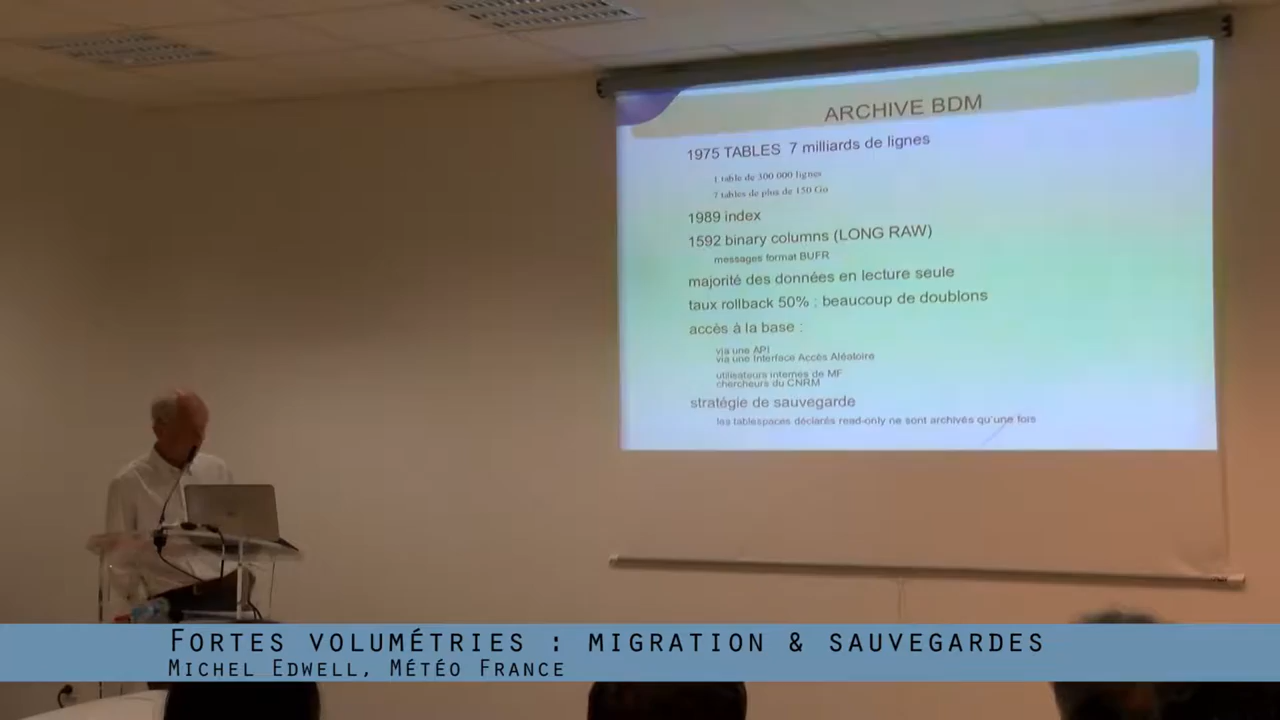 ARCHIVE BDM
1975 TABLES 7 milliards de lignes
1 table de 300 000 lignes
7 tables de plus de 150 Go
1989 index
1592 binary columns (LONG RAW)
messages format BUFR
majorité des données en lecture seule
taux rollback 50% : beaucoup de doublons
accès à la base :
via une API
via une Interface Accès Aléatoire
utilisateurs internes de MF
chercheurs du CNRM
stratégie de sauvegarde
les tablespaces déclarés read-only ne sont archivés qu'une fois
Fortes volumétries : migration & sauvegardes
Michel Edwell, Météo France